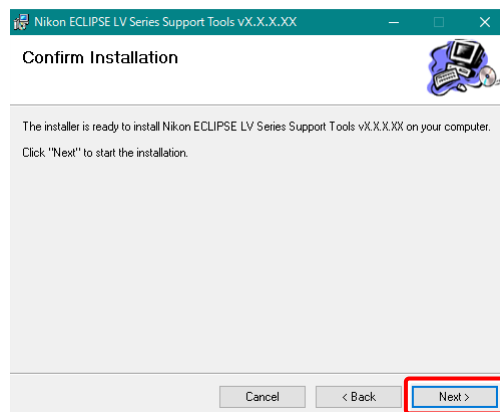 Nikon ECLIPSE LV Series Support Tools vX.X.X.XX
Confirm Installation
The installer is ready to install Nikon ECLIPSE LV Series Support Tools vX.X.X.XX on your computer.
Click "Next" to start the installation.
Cancel
< Back
Next >